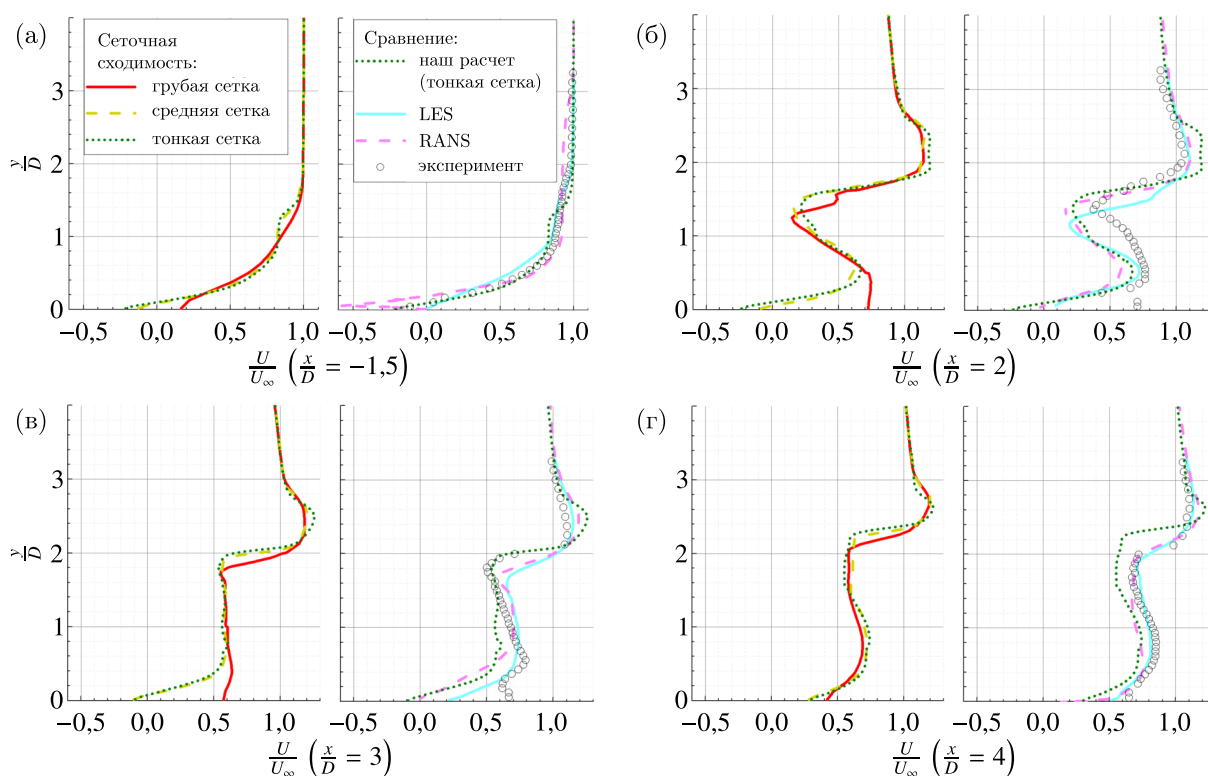 (а)
Сеточная
сходимость:
грубая сетка
средняя сетка
тонкая сетка
Сравнение:
наш расчет
(тонкая сетка)
LES
RANS
эксперимент
y/D
3
2
1
0
−0,5 0,0 0,5 1,0 −0,5 0,0 0,5 1,0
U/U∞ (x/D = −1,5)
(б)
3
2
1
0
−0,5 0,0 0,5 1,0 −0,5 0,0 0,5 1,0
U/U∞ (x/D = 2)
(в)
y/D
3
2
1
0
−0,5 0,0 0,5 1,0 −0,5 0,0 0,5 1,0
U/U∞ (x/D = 3)
(г)
3
2
1
0
−0,5 0,0 0,5 1,0 −0,5 0,0 0,5 1,0
U/U∞ (x/D = 4)